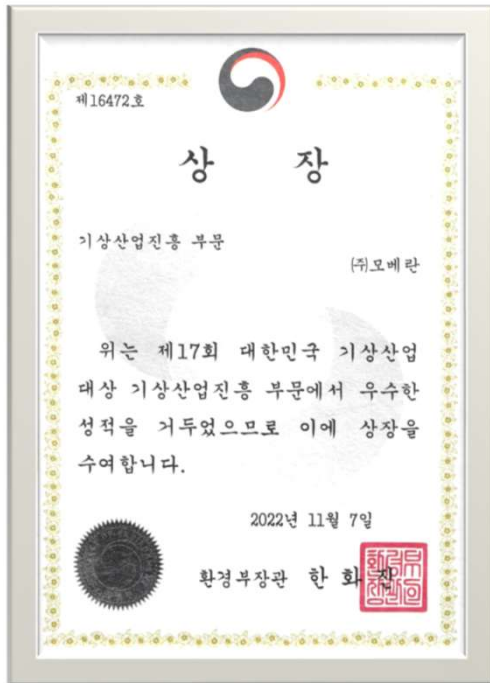 제16472호
상 장
기상산업진흥 부문
㈜모베란
위는 제17회 대한민국 기상산업
대상 기상산업진흥 부문에서 우수한
성적을 거두었으므로 이에 상장을
수여합니다.
2022년 11월 7일
환경부장관 한 화 진